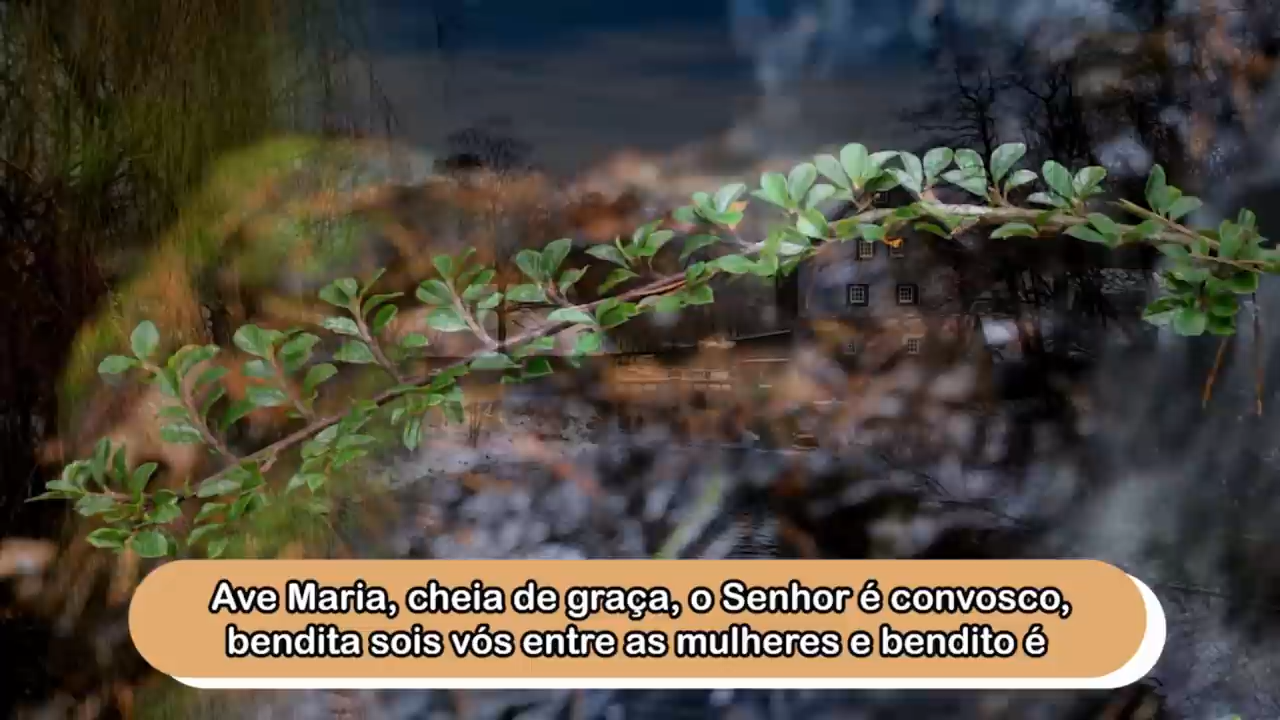 Ave Maria, cheia de graça, o Senhor é convosco,
bendita sois vós entre as mulheres e bendito é